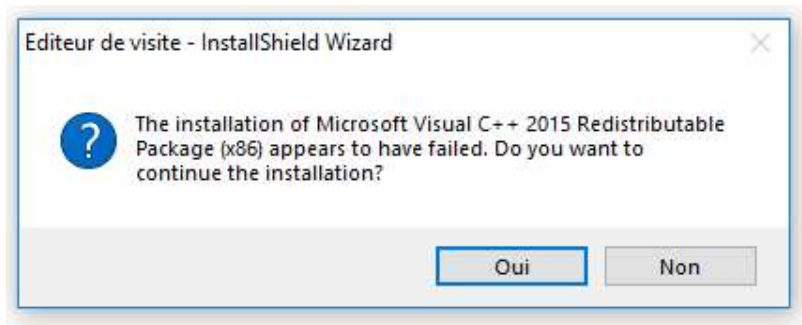 Editeur de visite - InstallShield Wizard
The installation of Microsoft Visual C++ 2015 Redistributable
Package (x86) appears to have failed. Do you want to
continue the installation?
Oui
Non